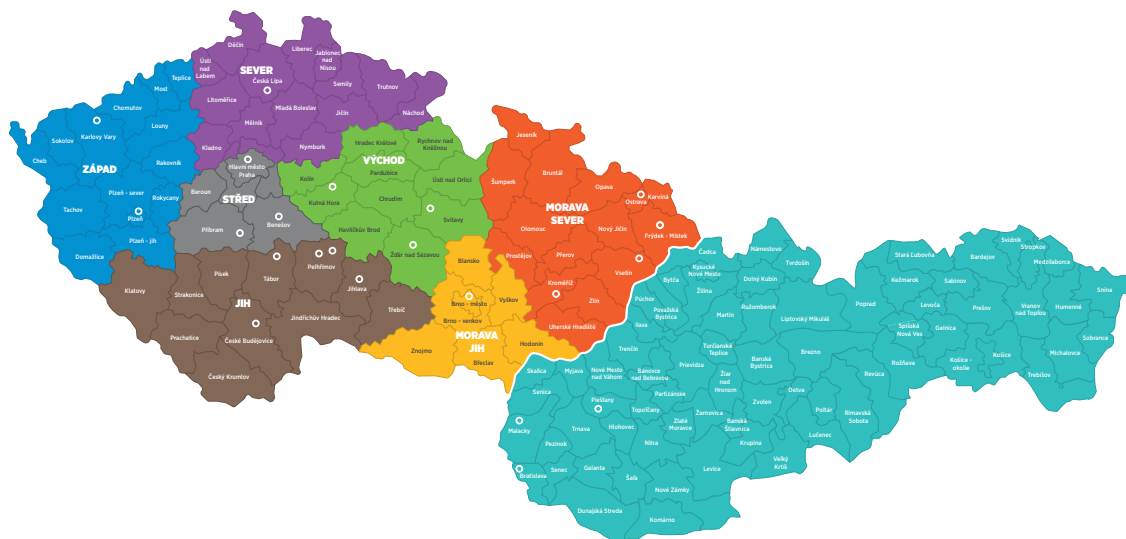 Děčín
Liberec
Jablonec
nad
Nisou
Ústí
nad
Labem
SEVER
Česká Lípa
Teplice
Most
Semily
Trutnov
Litoměřice
Mladá Boleslav
Jičín
Náchod
Mělník
Kladno
Nymburk
Chomutov
Karlovy Vary
Sokolov
Cheb
Louny
Rakovník
ZÁPAD
Plzeň - sever
Rokycany
Tachov
Plzeň
Plzeň - jih
Domažlice
Hlavní město
Praha
Baroun
STŘED
Příbram
Benešov
Hradec Králové
Rychnov nad
Kněžnou
VÝCHOD
Kolín
Pardubice
Ústí nad Orlicí
Kutná Hora
Chrudim
Svitavy
Havlíčkův Brod
Žďár nad Sázavou
Klatovy
Písek
Tábor
Pelhřimov
Jihlava
Strakonice
JIH
Třebíč
Jindřichův Hradec
Prachatice
České Budějovice
Český Krumlov
Blansko
Brno - město
Vyškov
Brno - venkov
MORAVA
JIH
Znojmo
Hodonín
Břeclav
Jeseník
Šumperk
Bruntál
Opava
Ostrava
Karviná
MORAVA
SEVER
Olomouc
Nový Jičín
Frýdek - Místek
Prostějov
Přerov
Vsetín
Kroměříž
Zlín
Uherské Hradiště
Čadca
Námestovo
Tvrdošín
Kysucké
Nové Mesto
Bytča
Dolný Kubín
Žilina
Púchov
Považská
Bystrica
Ružomberok
Martin
Liptovský Mikuláš
Ilava
Trenčín
Turčianská
Teplice
Prievidza
Banská
Bystrica
Brezno
Poprad
Stará Ľubovňa
Kežmarok
Bardejov
Svidník
Stropkov
Medzilaborce
Snina
Sabinov
Levoča
Prešov
Vranov
nad Topľou
Humenné
Spišská
Nová Ves
Gelnica
Sobrance
Michalovce
Košice
Košice -
okolie
Trebišov
Rožňava
Revúca
Skalica
Myjava
Nové Mesto
nad Váhom
Bánovce
nad Bebravou
Žiar
nad
Hronom
Senica
Piešťany
Partizánske
Topoľčany
Žarnovica
Zvolen
Detva
Poltár
Rimavská
Sobota
Malacky
Trnava
Hlohovec
Zlaté
Moravce
Banská
Štiavnica
Lučenec
Pezinok
Nitra
Krupina
Veľký
Krtíš
Bratislava
Senec
Galanta
Šaľa
Levice
Nové Zámky
Dunajská Streda
Komárno